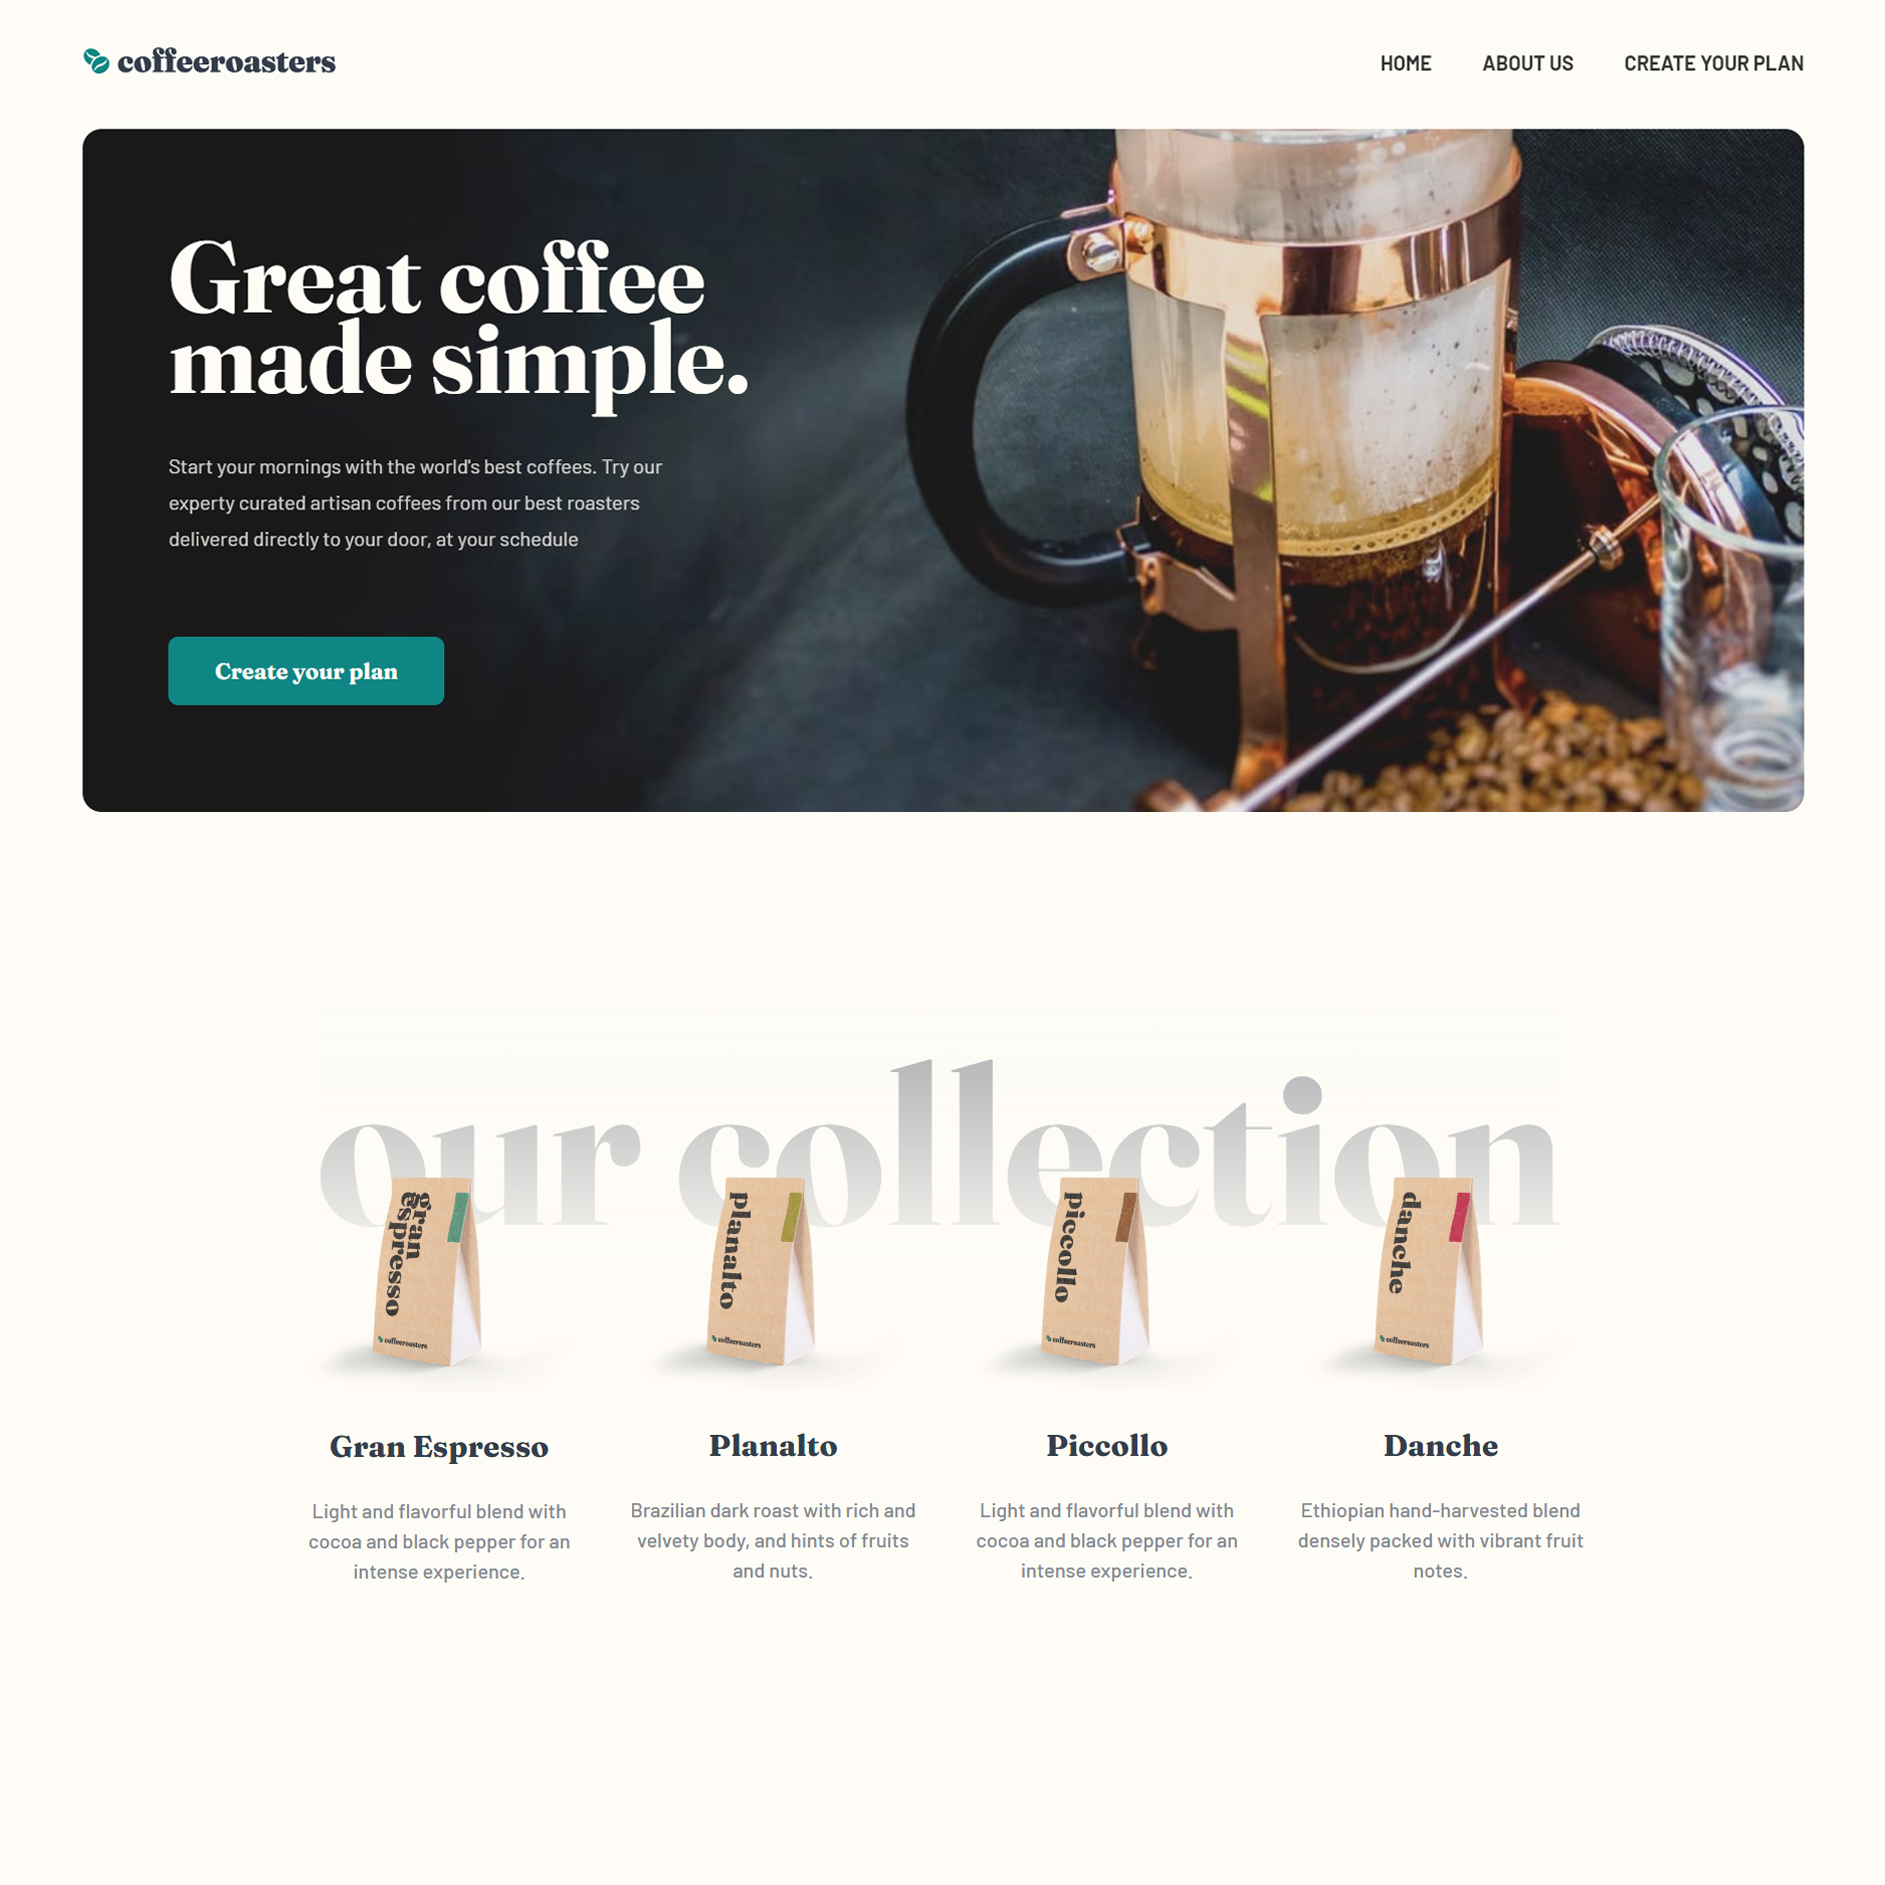 coffeeroasters
HOME ABOUT US CREATE YOUR PLAN
Great coffee
made simple.
Start your mornings with the world's best coffees. Try our
experty curated artisan coffees from our best roasters
delivered directly to your door, at your schedule
Create your plan
our collection
gran
espresso
coffeeroasters
planalto
coffeeroasters
piccollo
coffeeroasters
danche
coffeeroasters
Gran Espresso
Light and flavorful blend with
cocoa and black pepper for an
intense experience.
Planalto
Brazilian dark roast with rich and
velvety body, and hints of fruits
and nuts.
Piccollo
Light and flavorful blend with
cocoa and black pepper for an
intense experience.
Danche
Ethiopian hand-harvested blend
densely packed with vibrant fruit
notes.